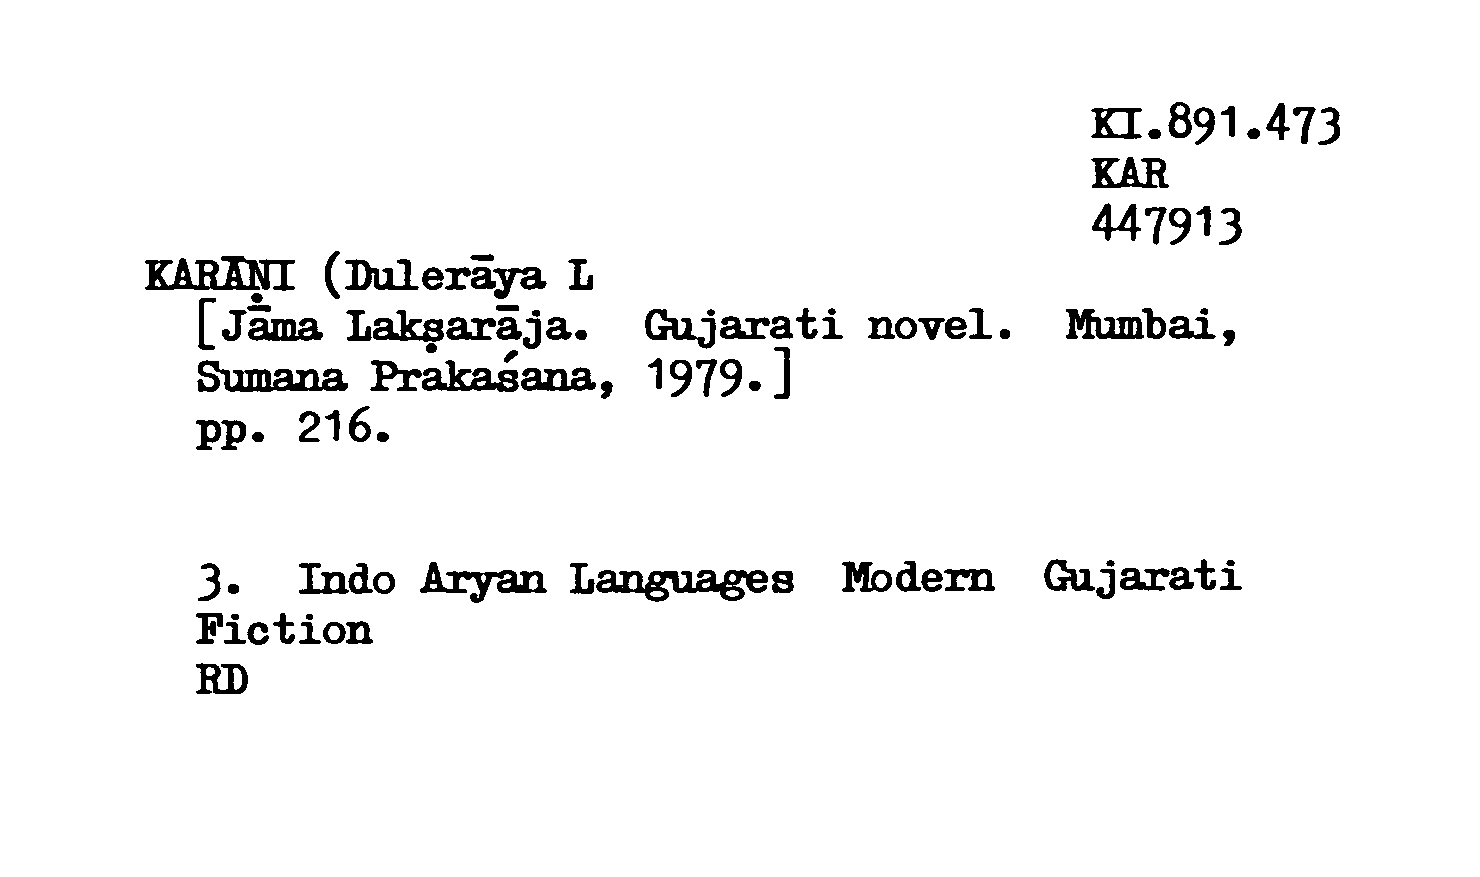 KI.891.473
KAR
447913
KARĀṆI (Dulerāya L
[Jāma Lakṣarāja.  Gujarati novel.  Mumbai,
Sumana Prakaśana, 1979.]
pp. 216.
3.  Indo Aryan Languages  Modern  Gujarati
Fiction
RD